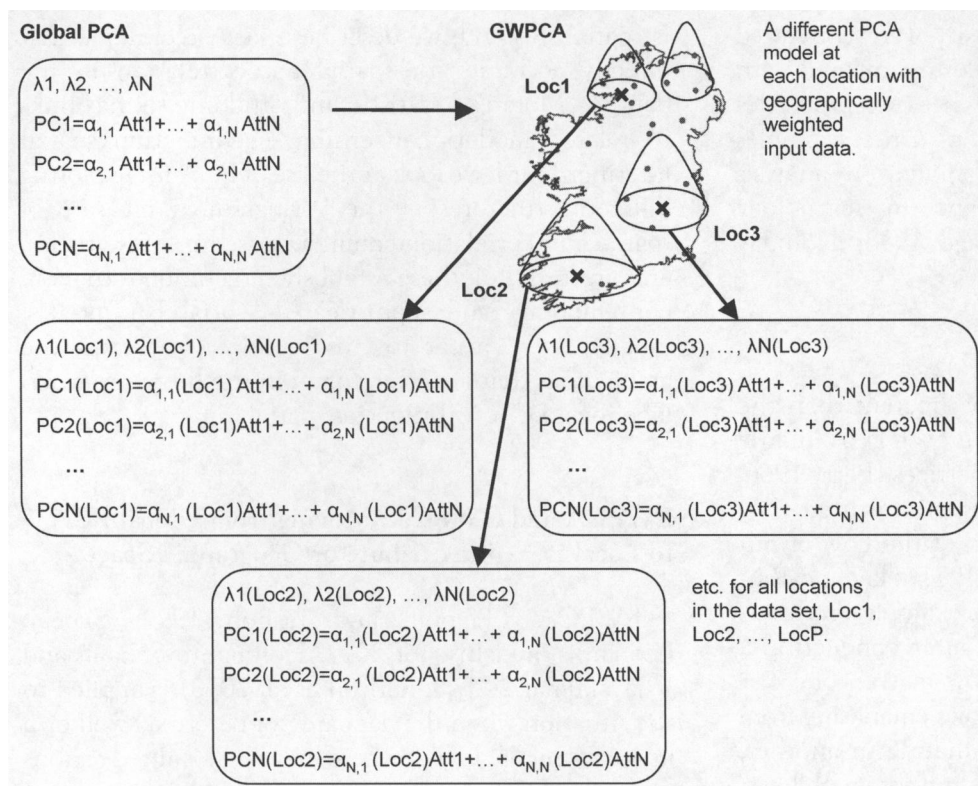 Global PCA
λ1, λ2, ..., λN
PC1=α1,1 Att1+...+ α1,N AttN
PC2=α2,1 Att1+...+ α2,N AttN
...
PCN=αN,1 Att1+...+ αN,N AttN
GWPCA
Loc1
Loc3
Loc2
A different PCA
model at
each location with
geographically
weighted
input data.
λ1(Loc1), λ2(Loc1), ..., λN(Loc1)
PC1(Loc1)=α1,1(Loc1) Att1+...+ α1,N(Loc1)AttN
PC2(Loc1)=α2,1 (Loc1)Att1+...+ α2,N(Loc1)AttN
...
PCN(Loc1)=αN,1 (Loc1)Att1+...+ αN,N(Loc1)AttN
λ1(Loc3), λ2(Loc3), ..., λN(Loc3)
PC1(Loc3)=α1,1(Loc3) Att1+...+ α1,N (Loc3)AttN
PC2(Loc3)=α2,1 (Loc3)Att1+...+ α2,N(Loc3)AttN
...
PCN(Loc3)=αN,1 (Loc3)Att1+...+ αN,N(Loc3)AttN
λ1(Loc2), λ2(Loc2), ..., λN(Loc2)
PC1(Loc2)=α1,1(Loc2) Att1+...+ α1,N(Loc2)AttN
PC2(Loc2)=α2,1 (Loc2)Att1+...+ α2,N(Loc2)AttN
...
PCN(Loc2)=αN,1 (Loc2)Att1+...+ αN,N(Loc2)AttN
etc. for all locations
in the data set, Loc1,
Loc2, ..., LocP.